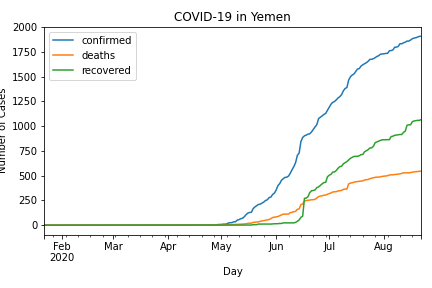 COVID-19 in Yemen
2000
1750
1500
1250
1000
750
500
250
0
Number of Cases
confirmed
deaths
recovered
Feb
2020
Mar
Apr
May
Jun
Jul
Aug
Day